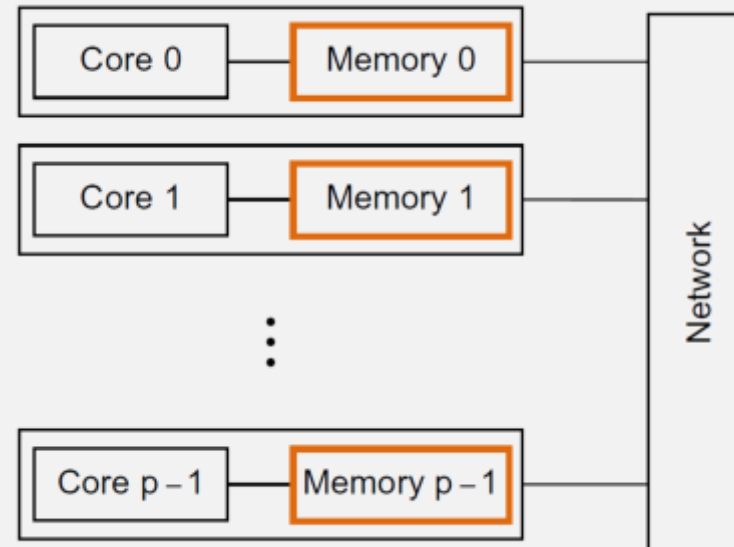 Core 0 Memory 0
Core 1 Memory 1
Network
Core p – 1 Memory p – 1